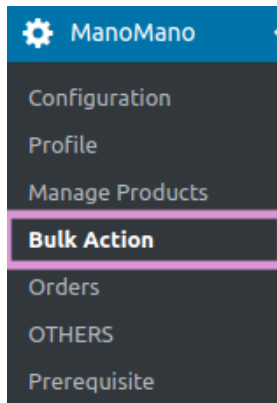 ManoMano
Configuration
Profile
Manage Products
Bulk Action
Orders
OTHERS
Prerequisite